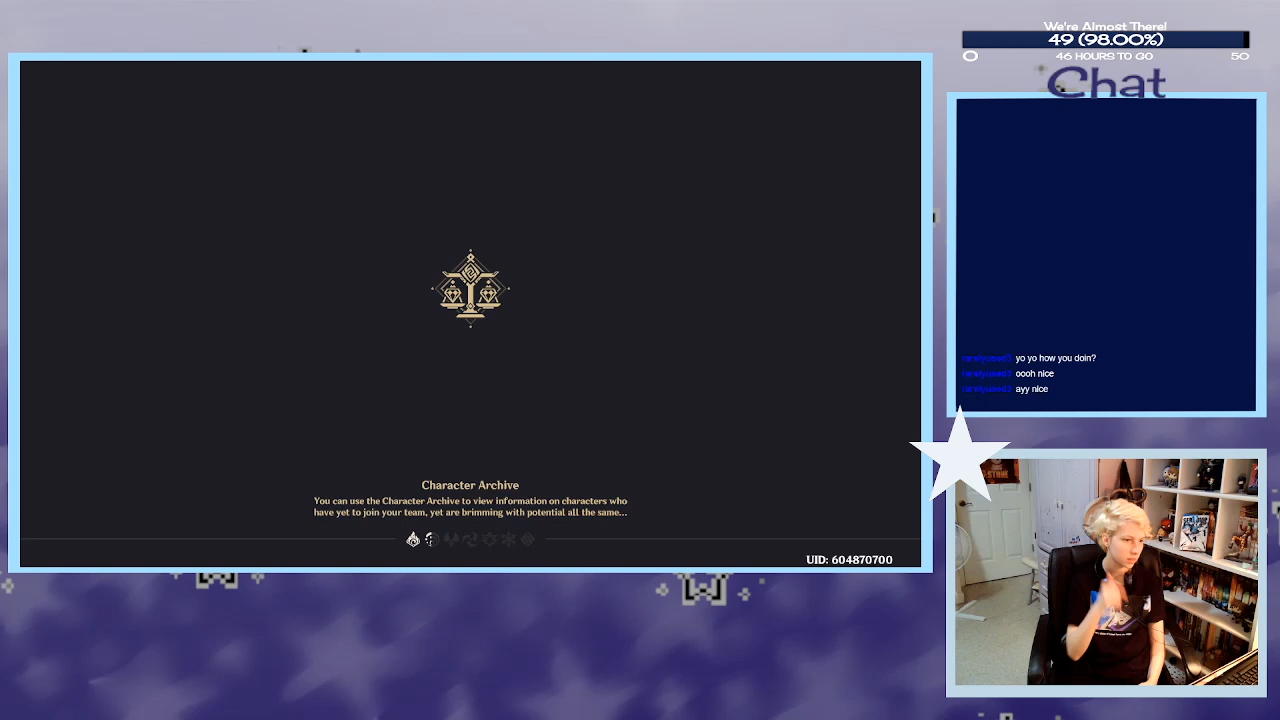 We're Almost There!
49 (98.00%)
0 46 HOURS TO GO 50
Chat
yo yo how you doin?
oooh nice
ayy nice
Character Archive
You can use the Character Archive to view information on characters who
have yet to join your team, yet are brimming with potential all the same...
UID: 604870700